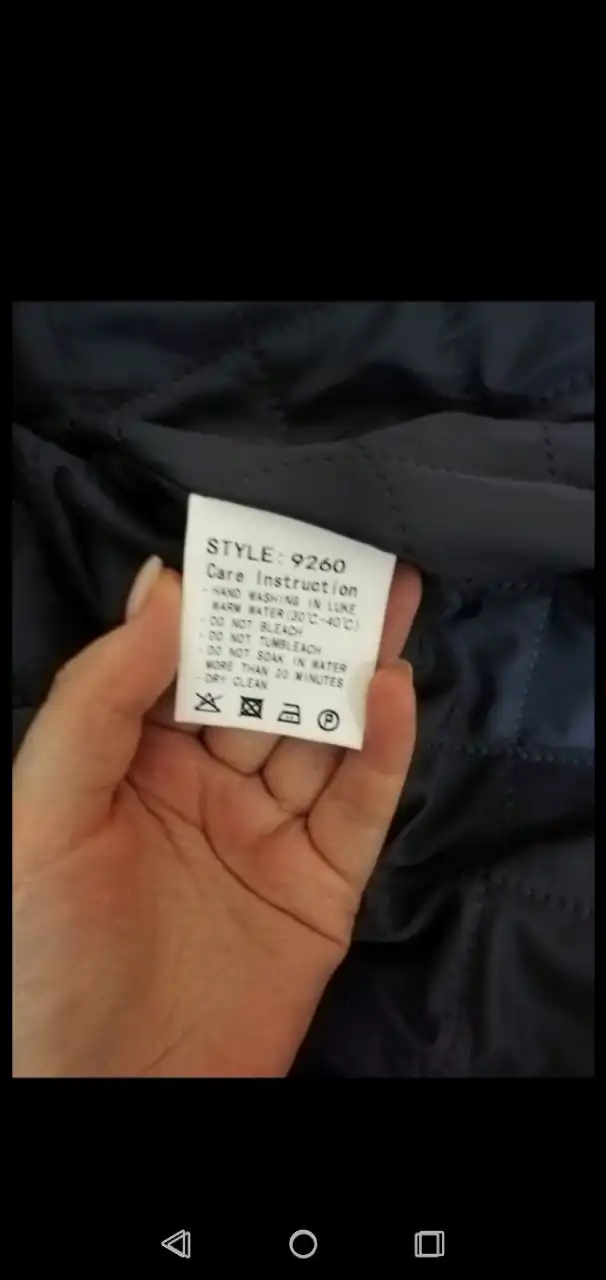 STYLE: 9260
Care Instruction
- HAND WASHING IN LUKE
WARM WATER(30℃-40℃)
- DO NOT BLEACH
- DO NOT TUMBLEACH
- DO NOT SOAK IN WATER
MORE THAN 20 MINUTES
- DRY CLEAN
P